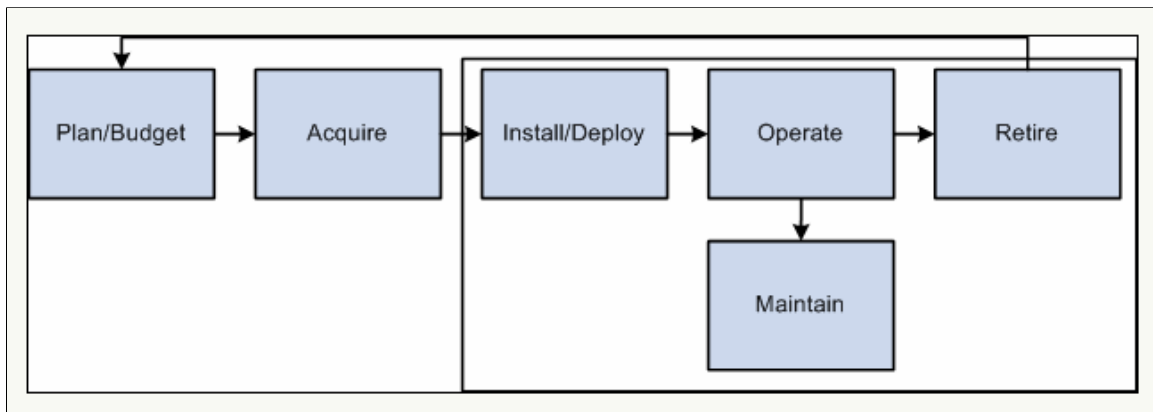 Plan/Budget
Acquire
Install/Deploy
Operate
Retire
Maintain